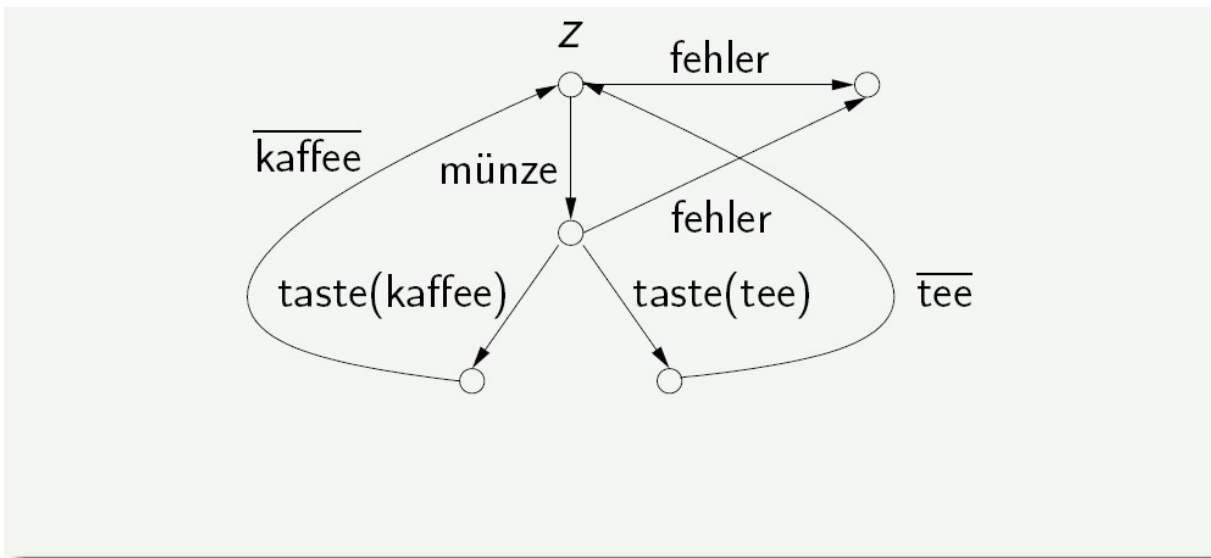 z
fehler
kaffee
münze
fehler
taste(kaffee)
taste(tee)
tee